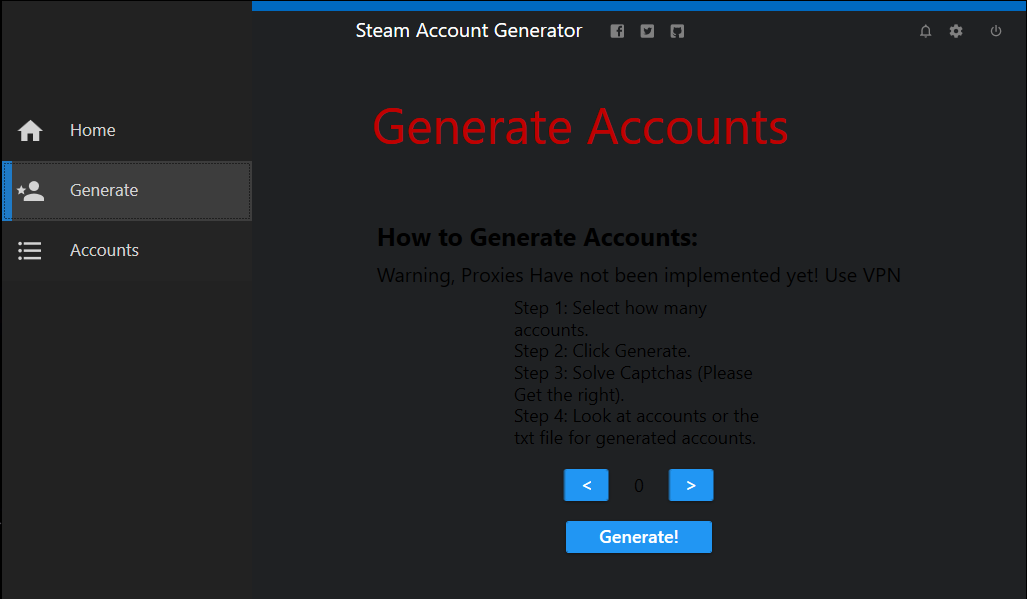 Steam Account Generator
Home
Generate
Accounts
Generate Accounts
How to Generate Accounts:
Warning, Proxies Have not been implemented yet! Use VPN
Step 1: Select how many
accounts.
Step 2: Click Generate.
Step 3: Solve Captchas (Please
Get the right).
Step 4: Look at accounts or the
txt file for generated accounts.
< 0 >
Generate!